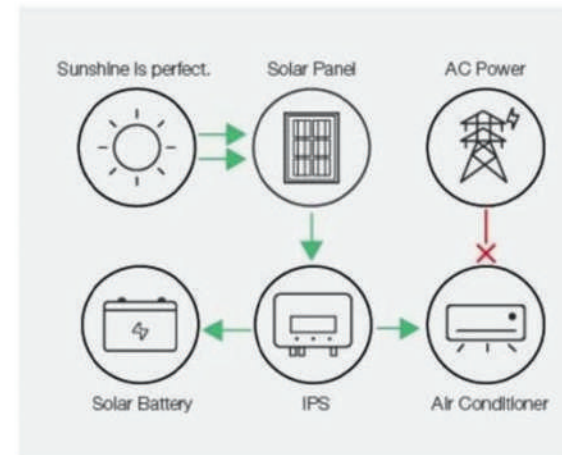 Sunshine is perfect.
Solar Panel
AC Power
Solar Battery
IPS
Air Conditioner